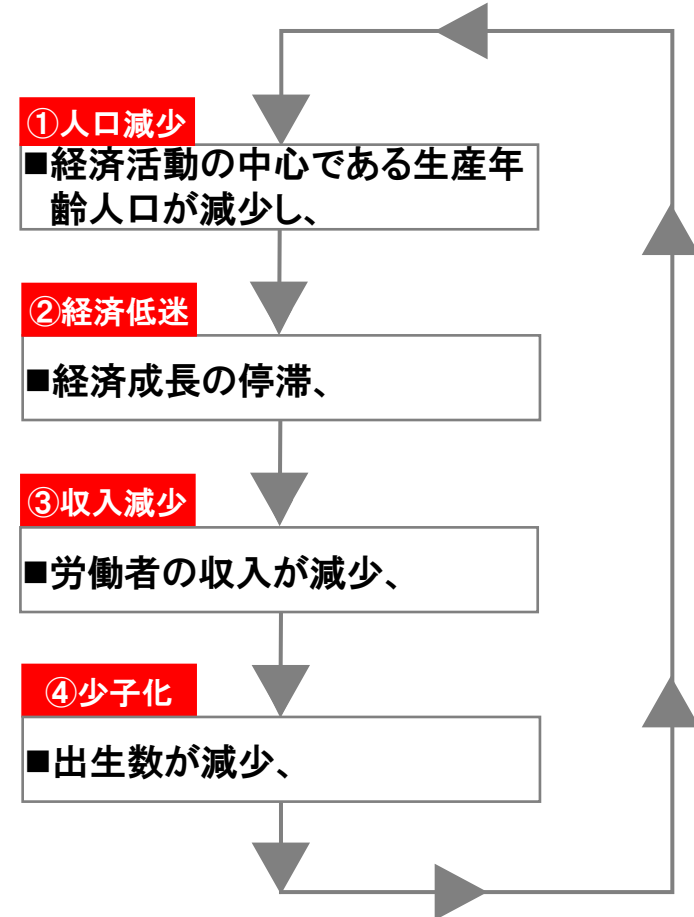 ①人口減少
■経済活動の中心である生産年
齢人口が減少し、
②経済低迷
■経済成長の停滞、
③収入減少
■労働者の収入が減少、
④少子化
■出生数が減少、